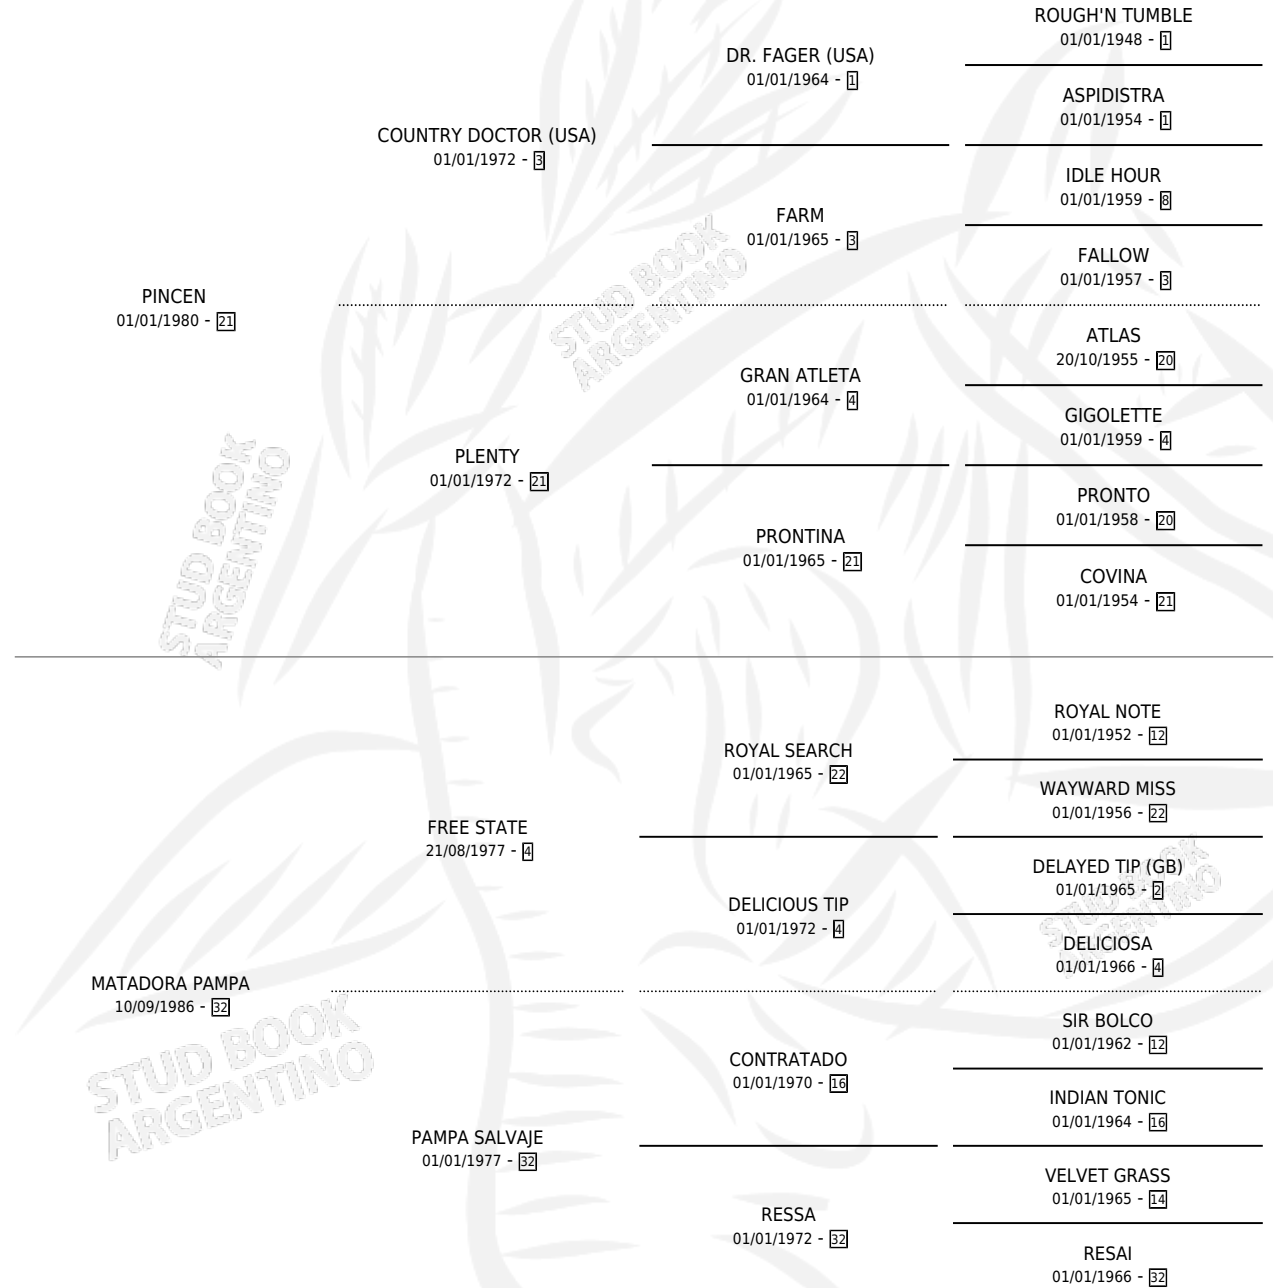 ROUGH'N TUMBLE
01/01/1948 - 1
DR. FAGER (USA)
01/01/1964 - 1
ASPIDISTRA
01/01/1954 - 1
COUNTRY DOCTOR (USA)
01/01/1972 - 3
IDLE HOUR
01/01/1959 - 8
FARM
01/01/1965 - 3
FALLOW
01/01/1957 - 3
PINCEN
01/01/1980 - 21
STUD BOOK
ARGENTINO
ATLAS
20/10/1955 - 20
GRAN ATLETA
01/01/1964 - 4
GIGOLETTE
01/01/1959 - 4
PLENTY
01/01/1972 - 21
PRONTO
01/01/1958 - 20
PRONTINA
01/01/1965 - 21
COVINA
01/01/1954 - 21
STUD BOOK
ARGENTINO
ROYAL NOTE
01/01/1952 - 12
ROYAL SEARCH
01/01/1965 - 22
WAYWARD MISS
01/01/1956 - 22
FREE STATE
21/08/1977 - 4
DELAYED TIP (GB)
01/01/1965 - 2
DELICIOUS TIP
01/01/1972 - 4
DELICIOSA
01/01/1966 - 4
STUD BOOK
ARGENTINO
MATADORA PAMPA
10/09/1986 - 32
SIR BOLCO
01/01/1962 - 12
CONTRATADO
01/01/1970 - 16
INDIAN TONIC
01/01/1964 - 16
STUD BOOK
ARGENTINO
PAMPA SALVAJE
01/01/1977 - 32
VELVET GRASS
01/01/1965 - 14
RESSA
01/01/1972 - 32
RESAI
01/01/1966 - 32